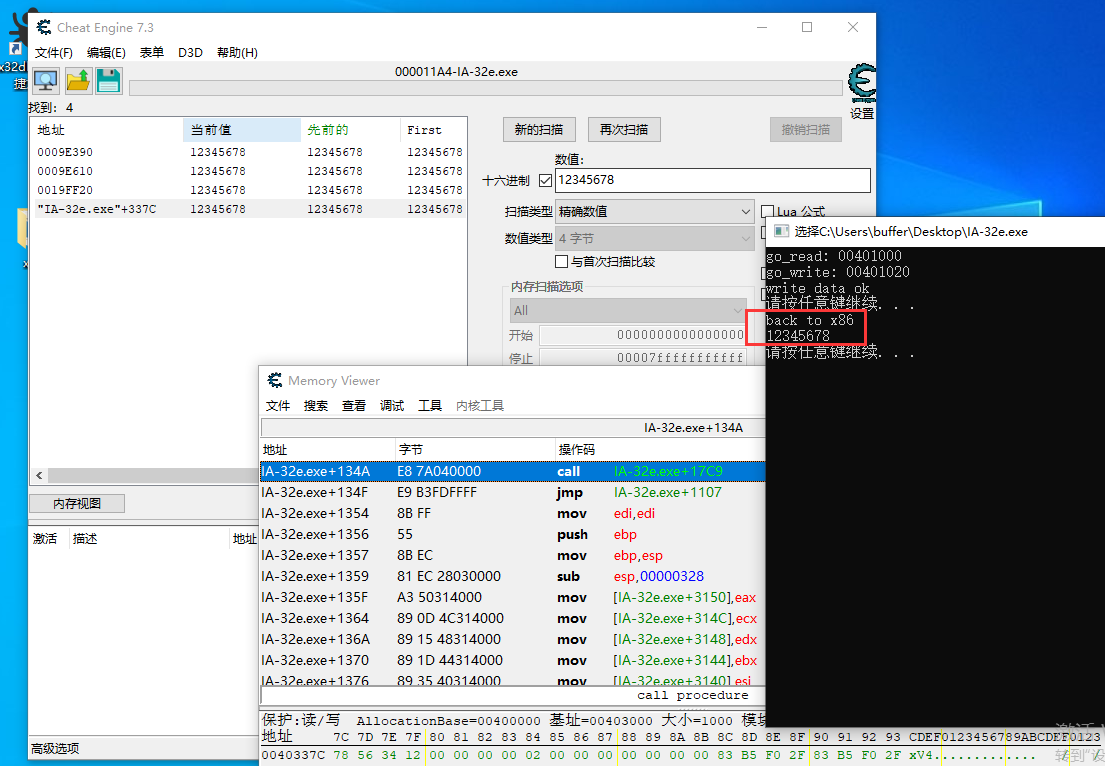 Cheat Engine 7.3
文件(F) 编辑(E) 表单 D3D 帮助(H)
000011A4-IA-32e.exe
找到: 4
设置
地址 当前值 先前的 First
0009E390 12345678 12345678 12345678
0009E610 12345678 12345678 12345678
0019FF20 12345678 12345678 12345678
"IA-32e.exe"+337C 12345678 12345678 12345678
新的扫描 再次扫描 撤销扫描
数值:
十六进制 12345678
扫描类型 精确数值 Lua 公式
数值类型 4 字节
与首次扫描比较
内存扫描选项
All
开始 0000000000000000
停止 00007fffffffffff
内存视图
激活 描述 地址
高级选项
选择C:\Users\buffer\Desktop\IA-32e.exe
go_read: 00401000
go_write: 00401020
write data ok
请按任意键继续. . .
back to x86
12345678
请按任意键继续. . .
Memory Viewer
文件 搜索 查看 调试 工具 内核工具
IA-32e.exe+134A
地址 字节 操作码
IA-32e.exe+134A E8 7A040000 call IA-32e.exe+17C9
IA-32e.exe+134F E9 B3FDFFFF jmp IA-32e.exe+1107
IA-32e.exe+1354 8B FF mov edi,edi
IA-32e.exe+1356 55 push ebp
IA-32e.exe+1357 8B EC mov ebp,esp
IA-32e.exe+1359 81 EC 28030000 sub esp,00000328
IA-32e.exe+135F A3 50314000 mov [IA-32e.exe+3150],eax
IA-32e.exe+1364 89 0D 4C314000 mov [IA-32e.exe+314C],ecx
IA-32e.exe+136A 89 15 48314000 mov [IA-32e.exe+3148],edx
IA-32e.exe+1370 89 1D 44314000 mov [IA-32e.exe+3144],ebx
IA-32e.exe+1376 89 35 40314000 mov [IA-32e.exe+3140],esi
call procedure
保护:读/写 AllocationBase=00400000 基址=00403000 大小=1000 模块
地址 7C 7D 7E 7F 80 81 82 83 84 85 86 87 88 89 8A 8B 8C 8D 8E 8F 90 91 92 93 CDEF0123456789ABCDEF0123
0040337C 78 56 34 12 00 00 00 00 02 00 00 00 00 00 00 00 83 B5 F0 2F 83 B5 F0 2F xV4.............
转到"设
x32d
捷